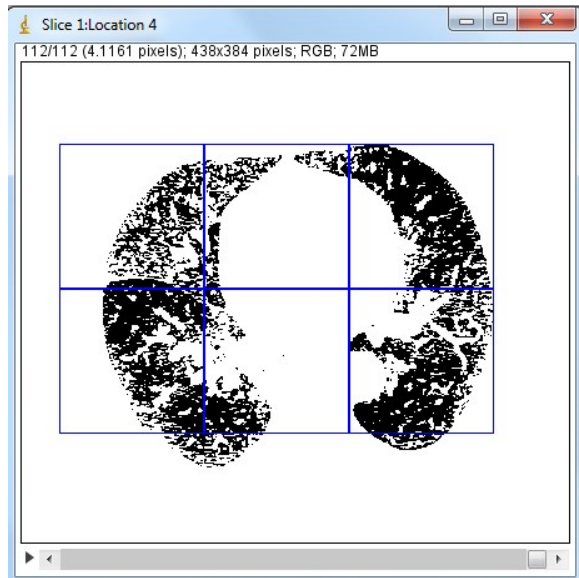 Slice 1:Location 4
112/112 (4.1161 pixels); 438x384 pixels; RGB; 72MB